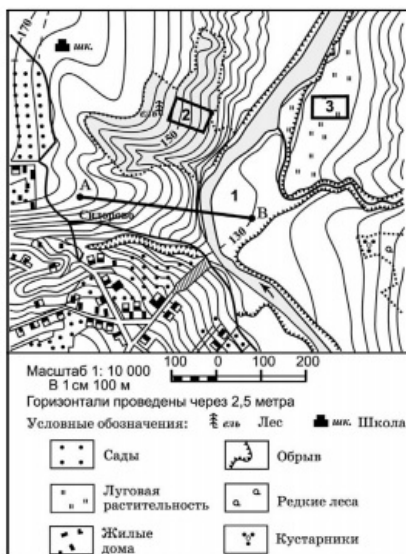 170
шк.
ель
2
150
3
А
1
В
Сидорово
130
Масштаб 1: 10 000
В 1 см 100 м
100 0 100 200
Горизонтали проведены через 2,5 метра
Условные обозначения: ель Лес шк. Школа
Сады Обрыв
Луговая растительность Редкие леса
Жилые дома Кустарники